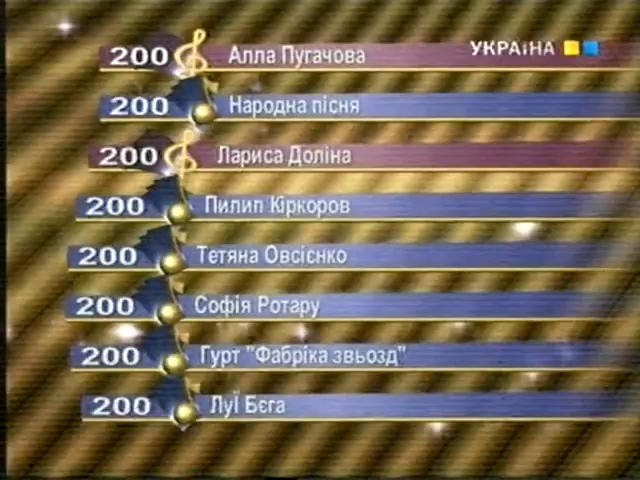 УКРАЇНА
200 Алла Пугачова
200 Народна пісня
200 Лариса Доліна
200 Пилип Кіркоров
200 Тетяна Овсієнко
200 Софія Ротару
200 Гурт "Фабріка звьозд"
200 Луї Бєга